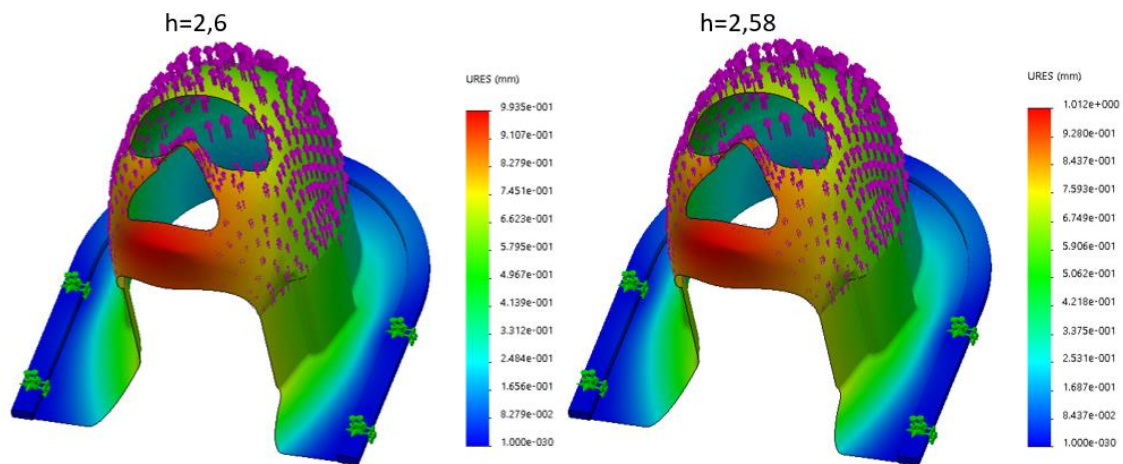 h=2,6
URES (mm)
9.935e-001
9.107e-001
8.279e-001
7.451e-001
6.623e-001
5.795e-001
4.967e-001
4.139e-001
3.312e-001
2.484e-001
1.656e-001
8.279e-002
1.000e-030
h=2,58
URES (mm)
1.012e+000
9.280e-001
8.437e-001
7.593e-001
6.749e-001
5.906e-001
5.062e-001
4.218e-001
3.375e-001
2.531e-001
1.687e-001
8.437e-002
1.000e-030